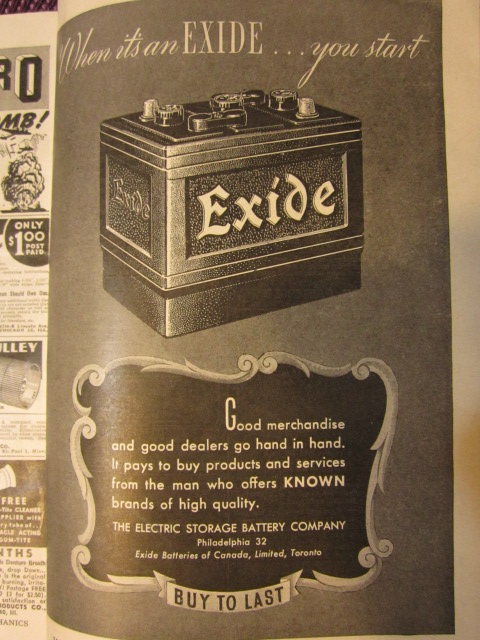 When it's an EXIDE ... you start
Exide
Exide
Good merchandise
and good dealers go hand in hand.
It pays to buy products and services
from the man who offers KNOWN
brands of high quality.
THE ELECTRIC STORAGE BATTERY COMPANY
Philadelphia 32
Exide Batteries of Canada, Limited, Toronto
BUY TO LAST
RO
MB!
ONLY
$1.00
POST
PAID
LLEY
FREE
NTHS
HANICS